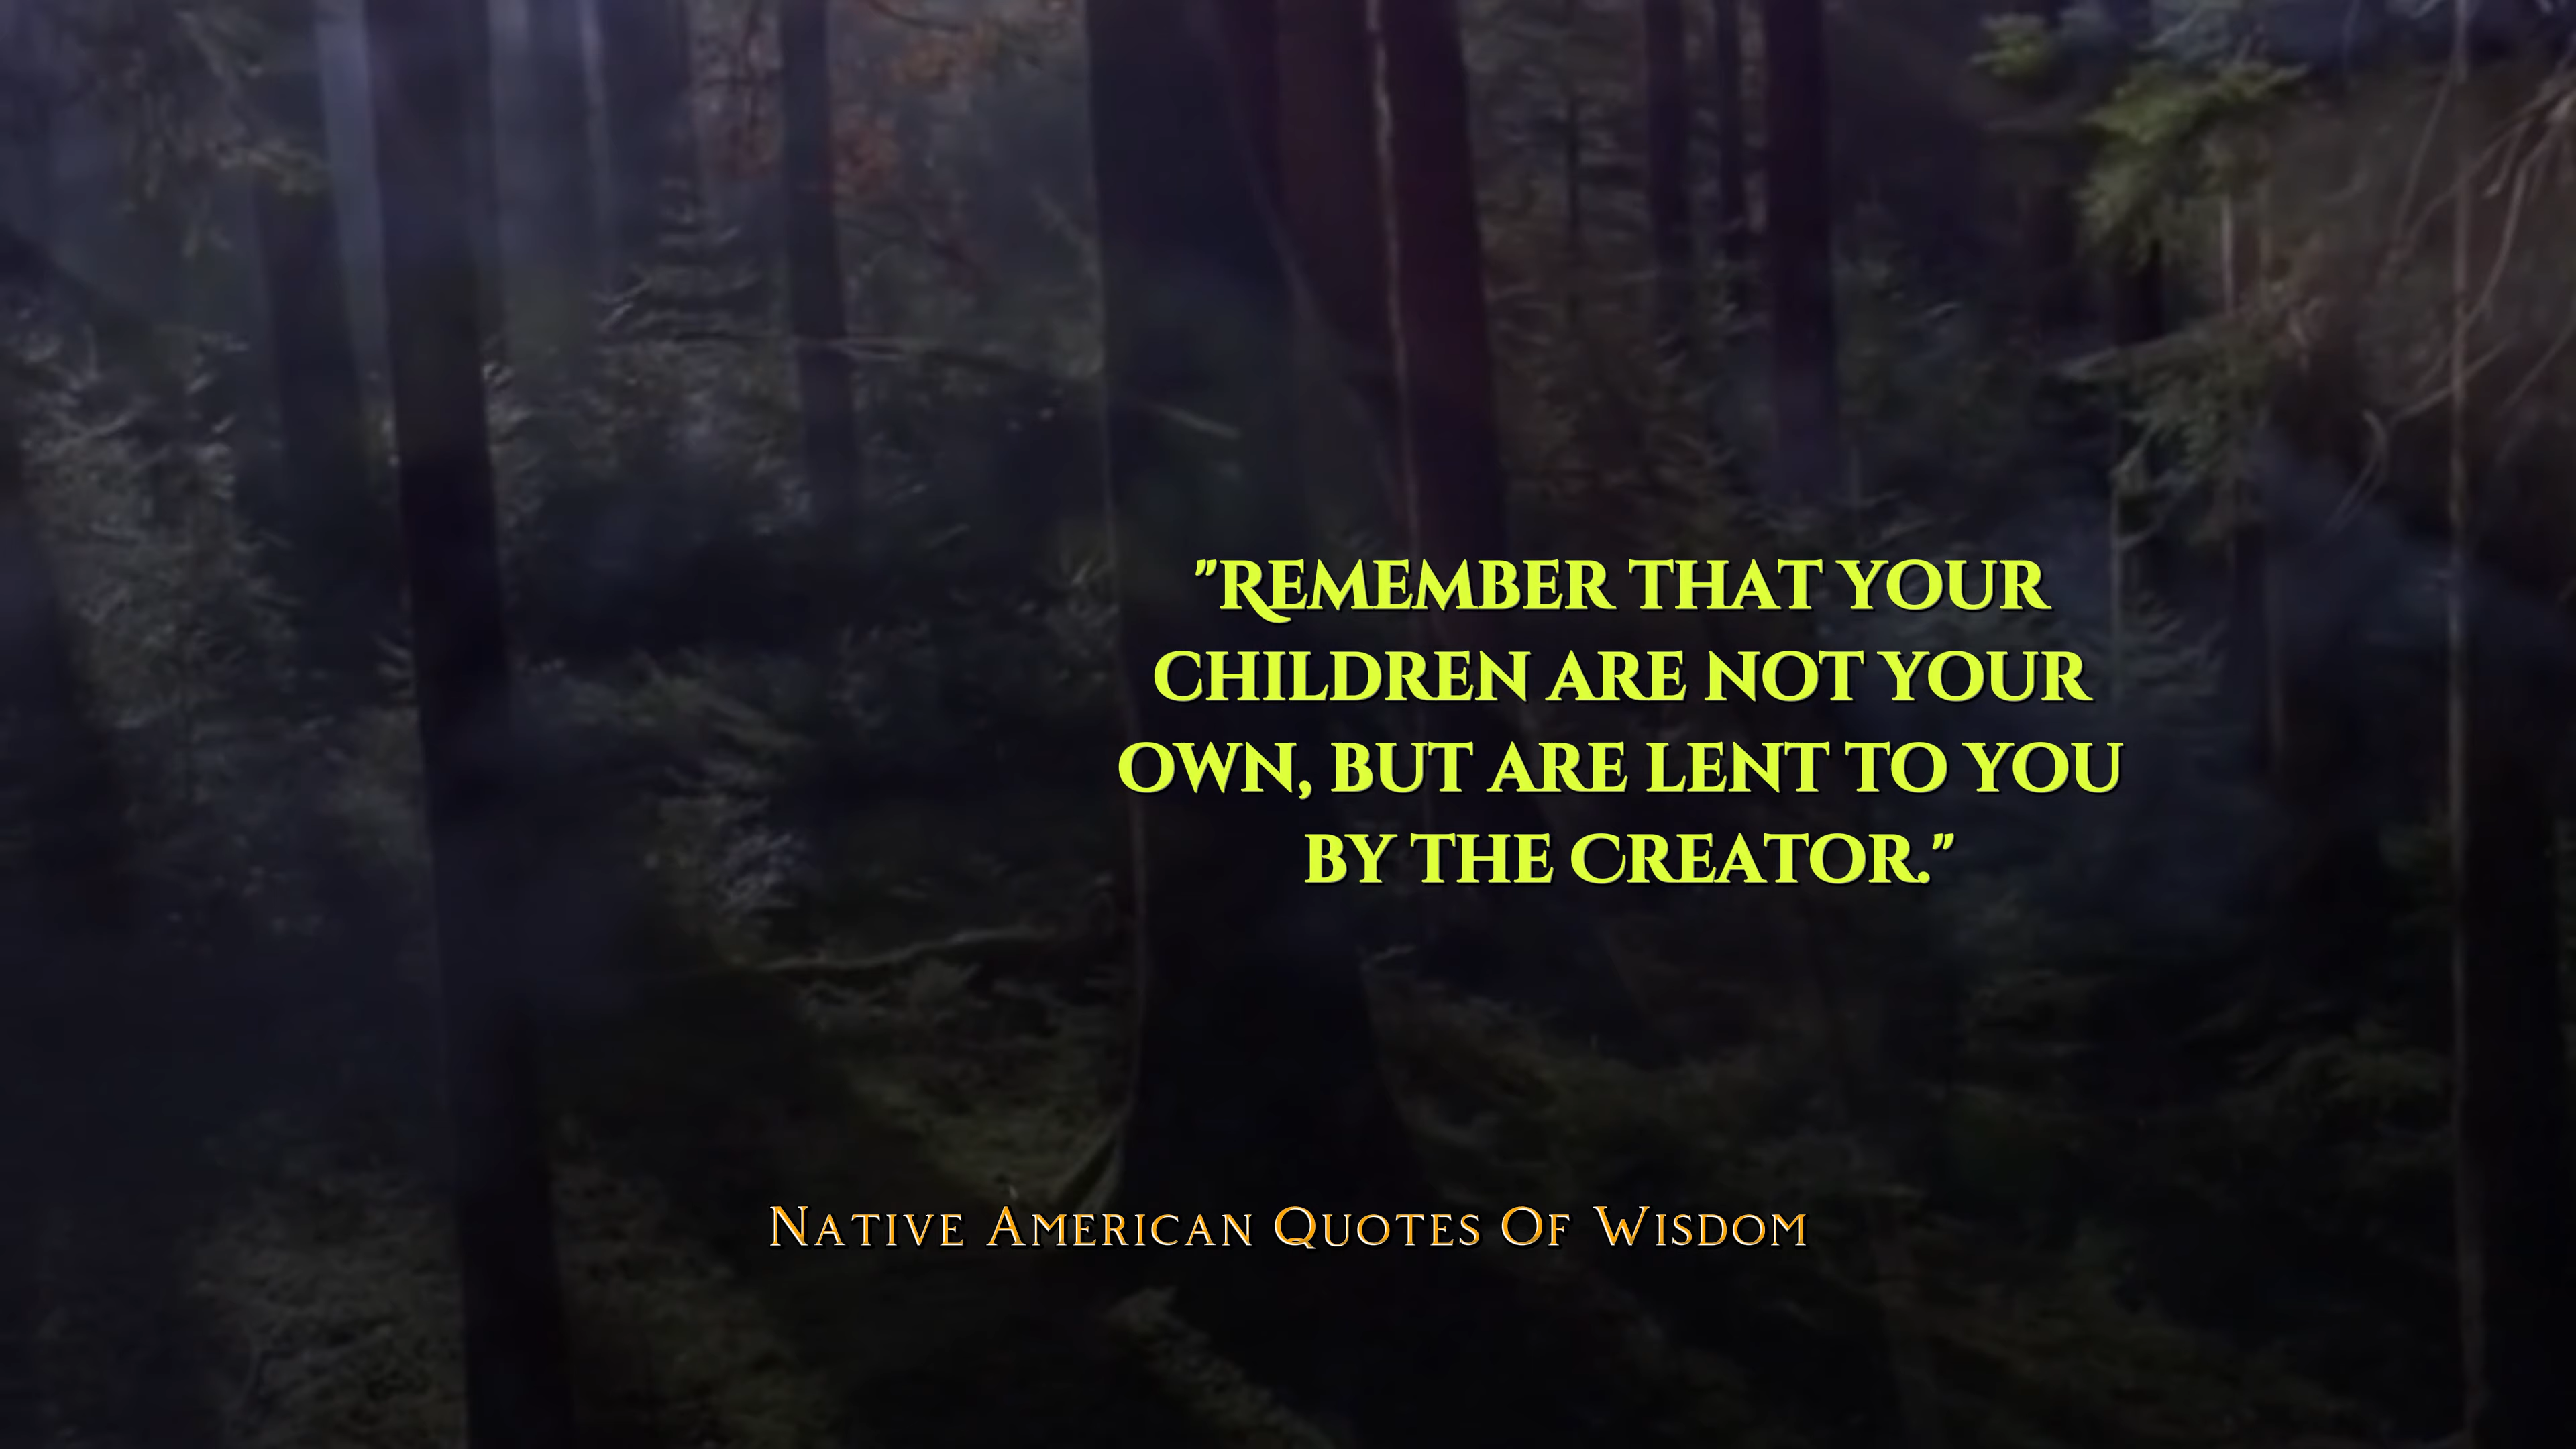 "Remember that your
children are not your
own, but are lent to you
by the Creator."
Native American Quotes Of Wisdom